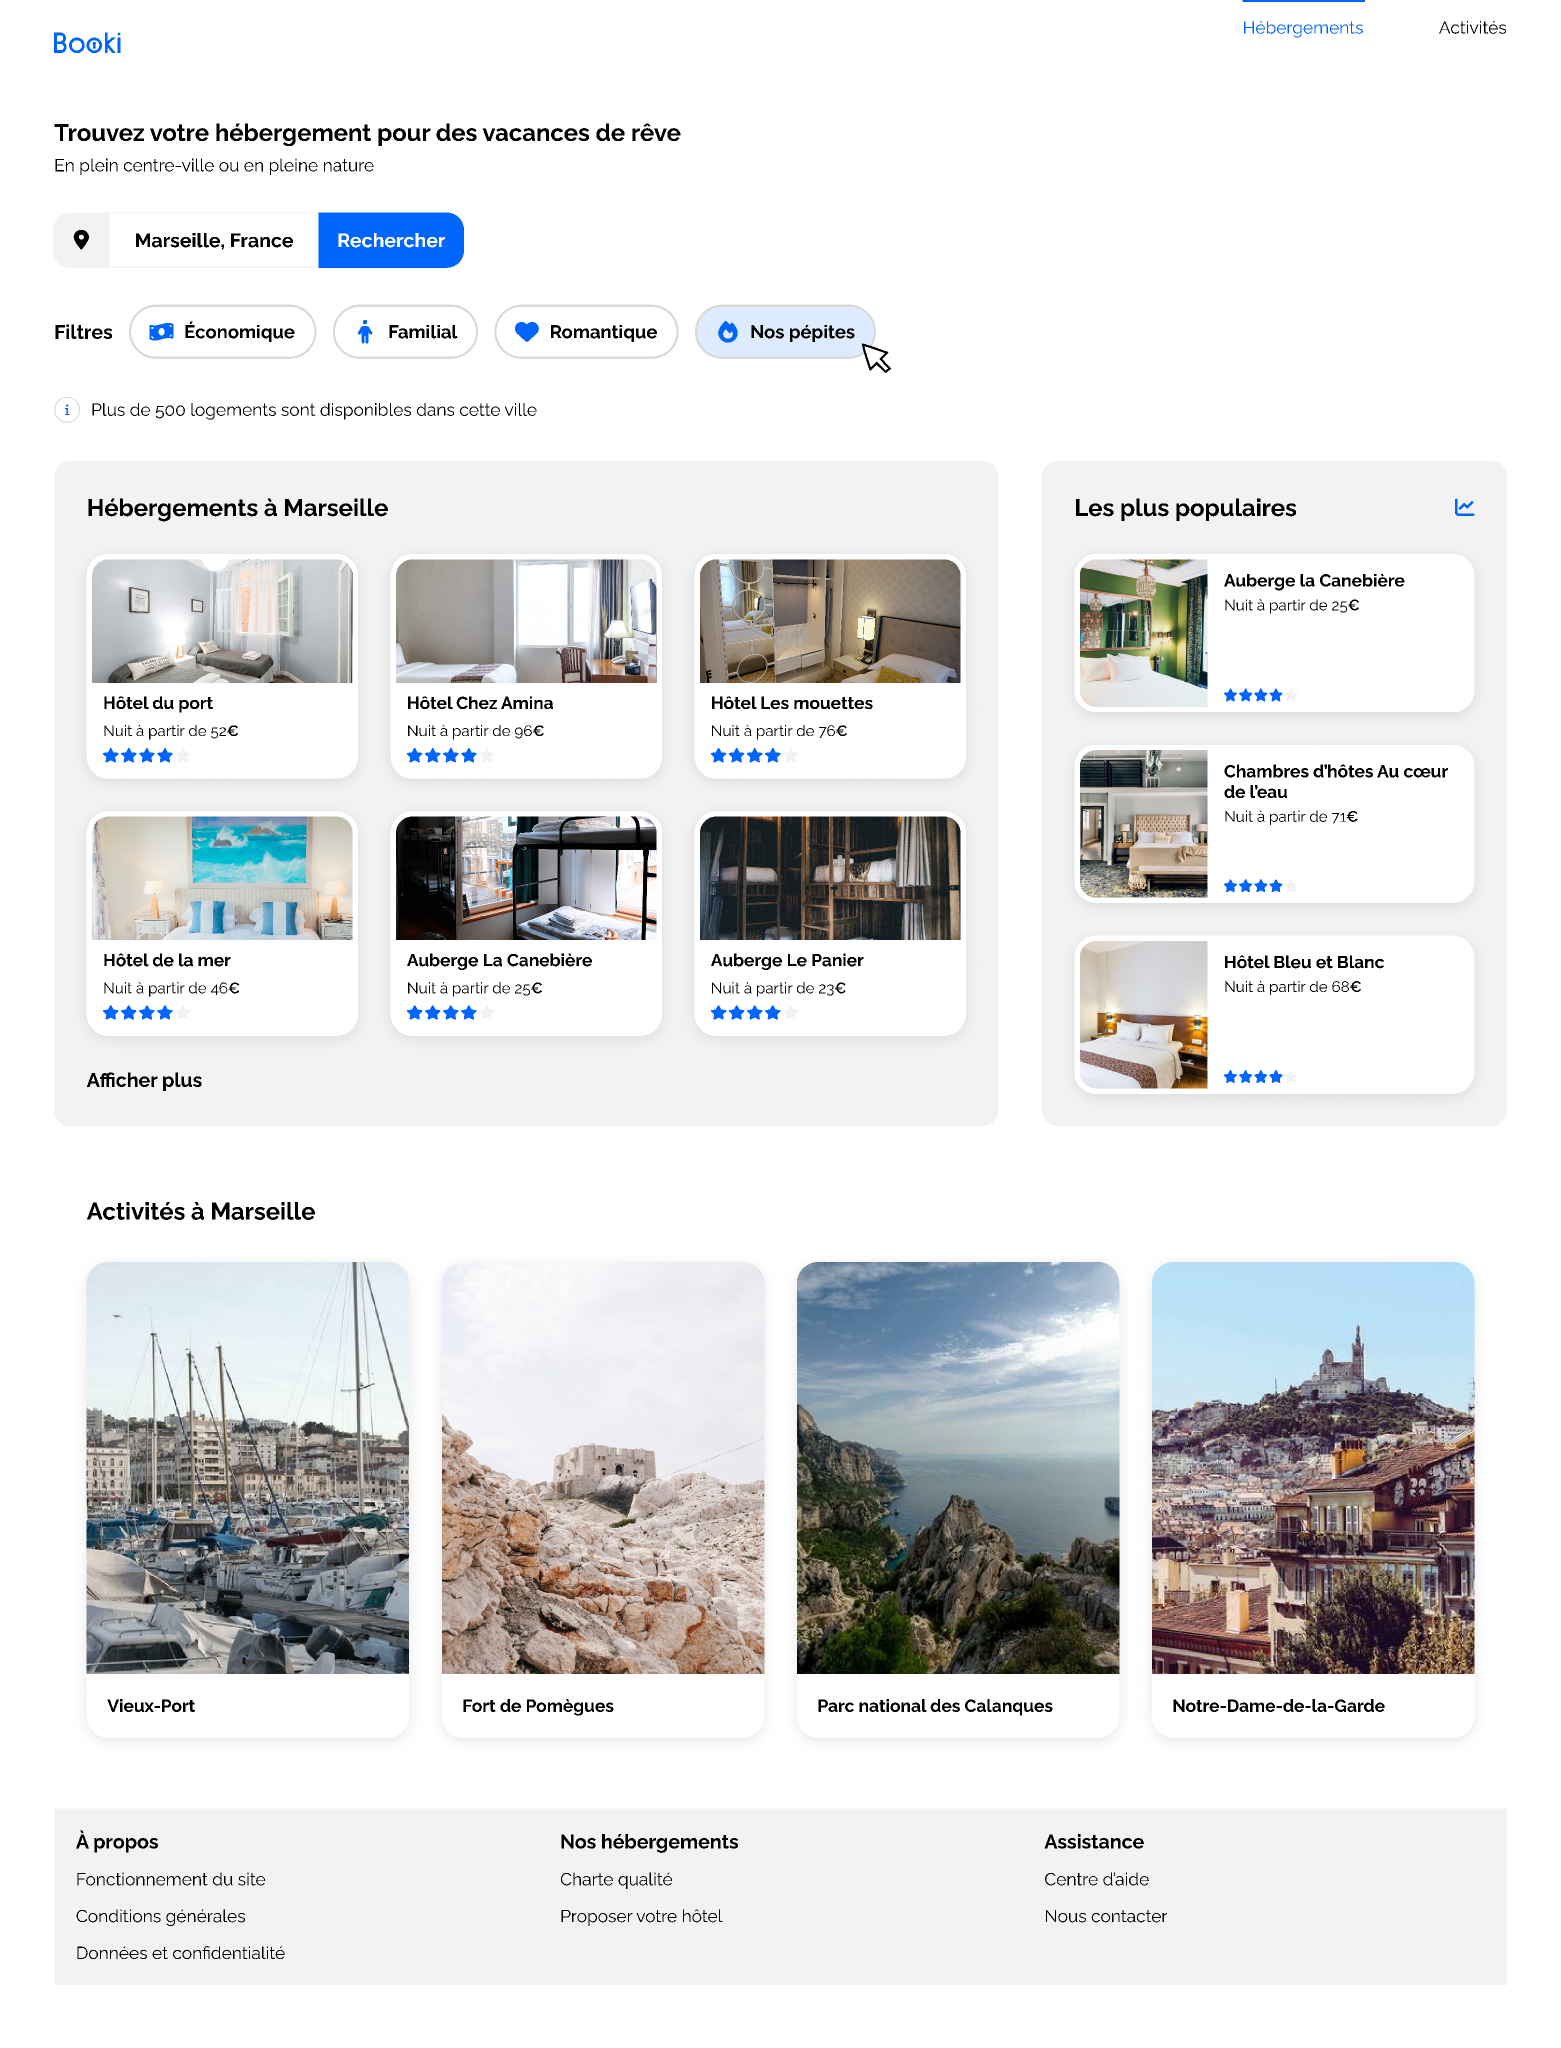 Booki
Hébergements
Activités
Trouvez votre hébergement pour des vacances de rêve
En plein centre-ville ou en pleine nature
Marseille, France
Rechercher
Filtres
Économique
Familial
Romantique
Nos pépites
Plus de 500 logements sont disponibles dans cette ville
Hébergements à Marseille
Hôtel du port
Nuit à partir de 52€
Hôtel Chez Amina
Nuit à partir de 96€
Hôtel Les mouettes
Nuit à partir de 76€
Hôtel de la mer
Nuit à partir de 46€
Auberge La Canebière
Nuit à partir de 25€
Auberge Le Panier
Nuit à partir de 23€
Afficher plus
Les plus populaires
Auberge la Canebière
Nuit à partir de 25€
Chambres d'hôtes Au cœur
de l'eau
Nuit à partir de 71€
Hôtel Bleu et Blanc
Nuit à partir de 68€
Activités à Marseille
Vieux-Port
Fort de Pomègues
Parc national des Calanques
Notre-Dame-de-la-Garde
À propos
Fonctionnement du site
Conditions générales
Données et confidentialité
Nos hébergements
Charte qualité
Proposer votre hôtel
Assistance
Centre d'aide
Nous contacter